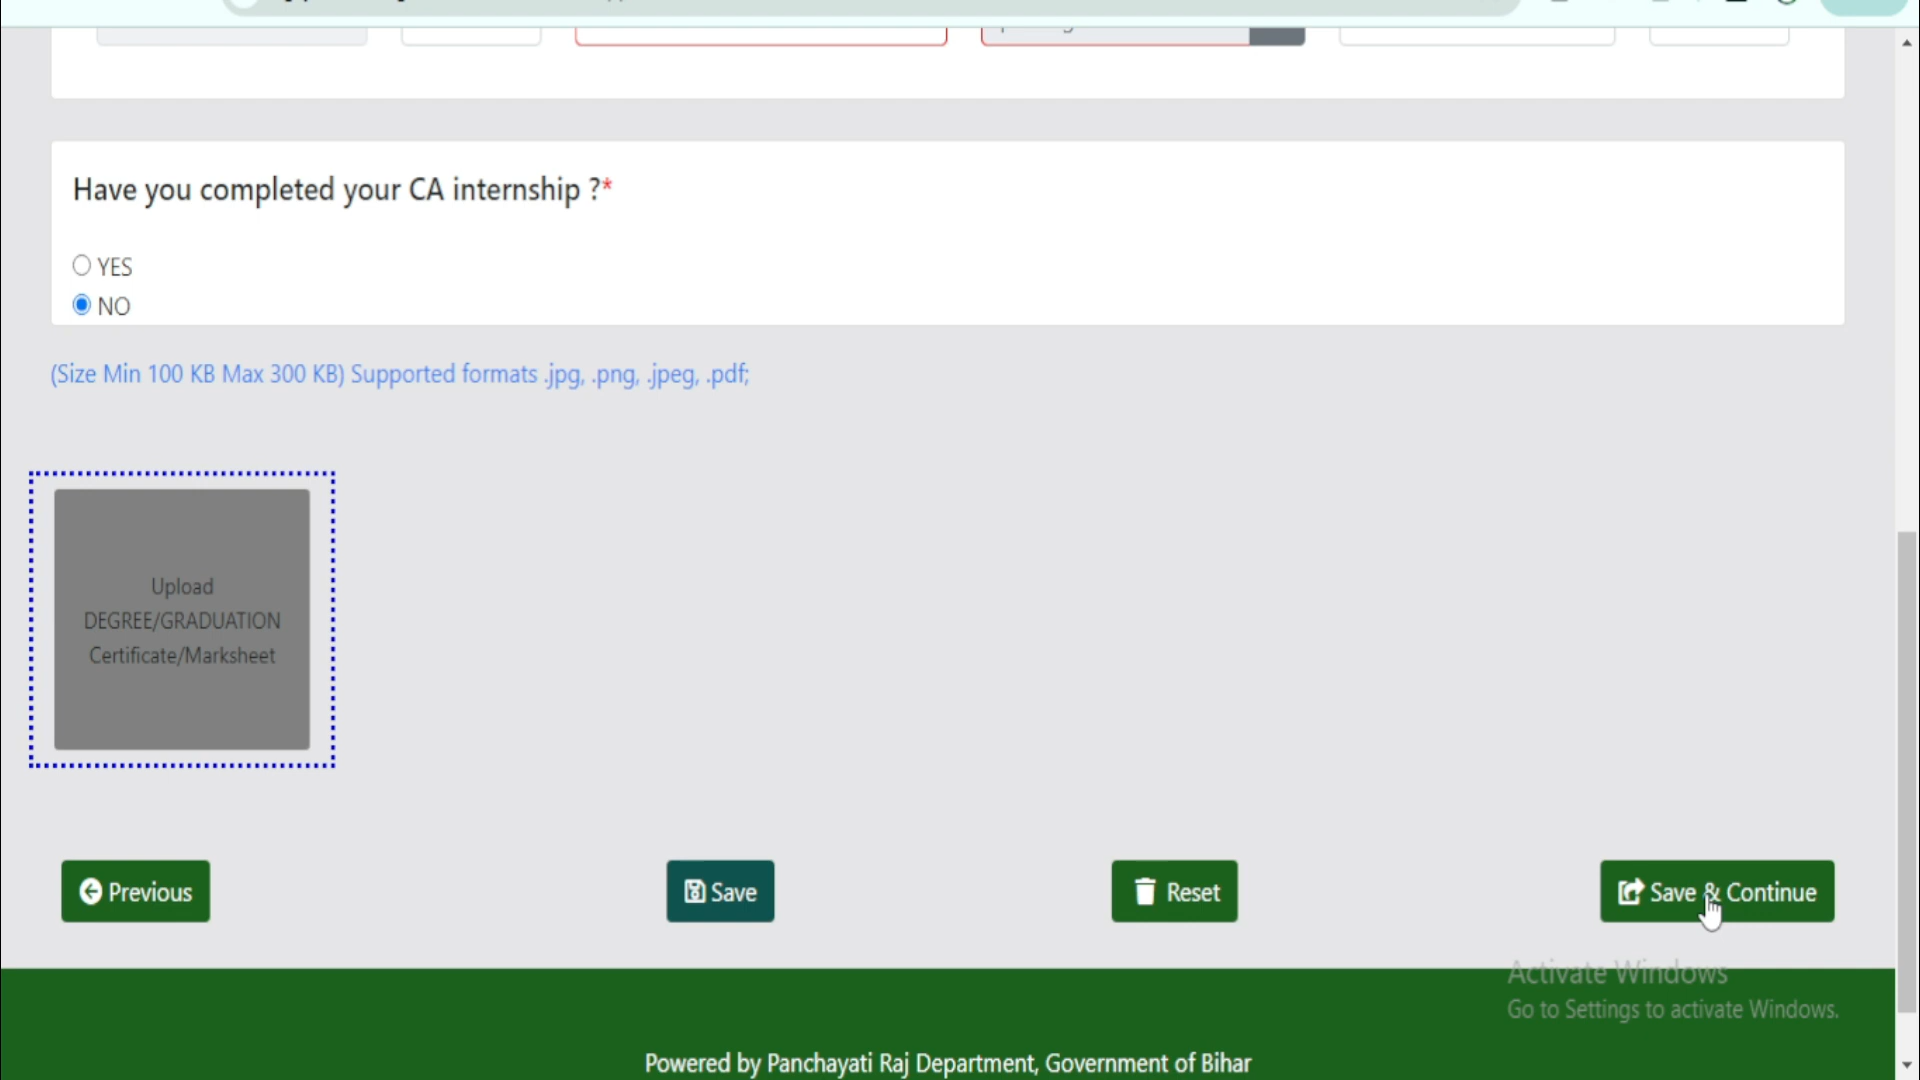 Have you completed your CA internship ?*
YES
NO
(Size Min 100 KB Max 300 KB) Supported formats .jpg, .png, .jpeg, .pdf;
Upload
DEGREE/GRADUATION
Certificate/Marksheet
Previous
Save
Reset
Save & Continue
Activate Windows
Go to Settings to activate Windows.
Powered by Panchayati Raj Department, Government of Bihar